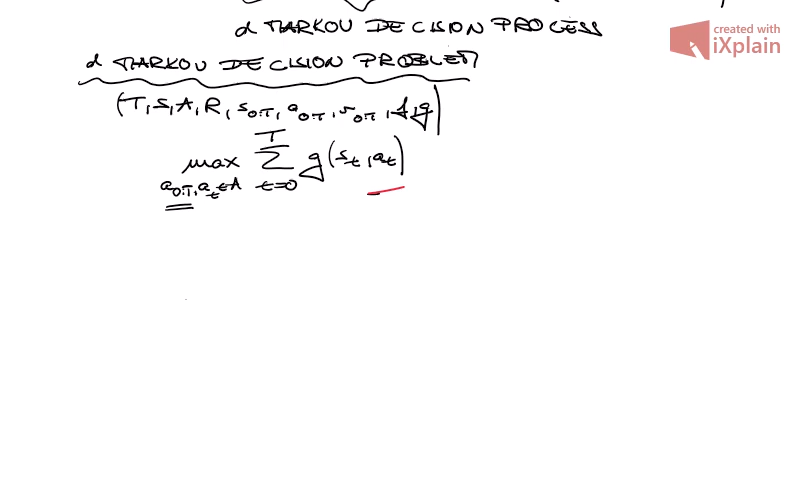 d MARKOV DECISION PROCESS
created with
iXplain
d MARKOV DECISION PROBLEM
(T, S, A, R, s0:T, a0:T, r0:T, f, g)
max a0:T, at∈A T Σ t=0 g(st, at)